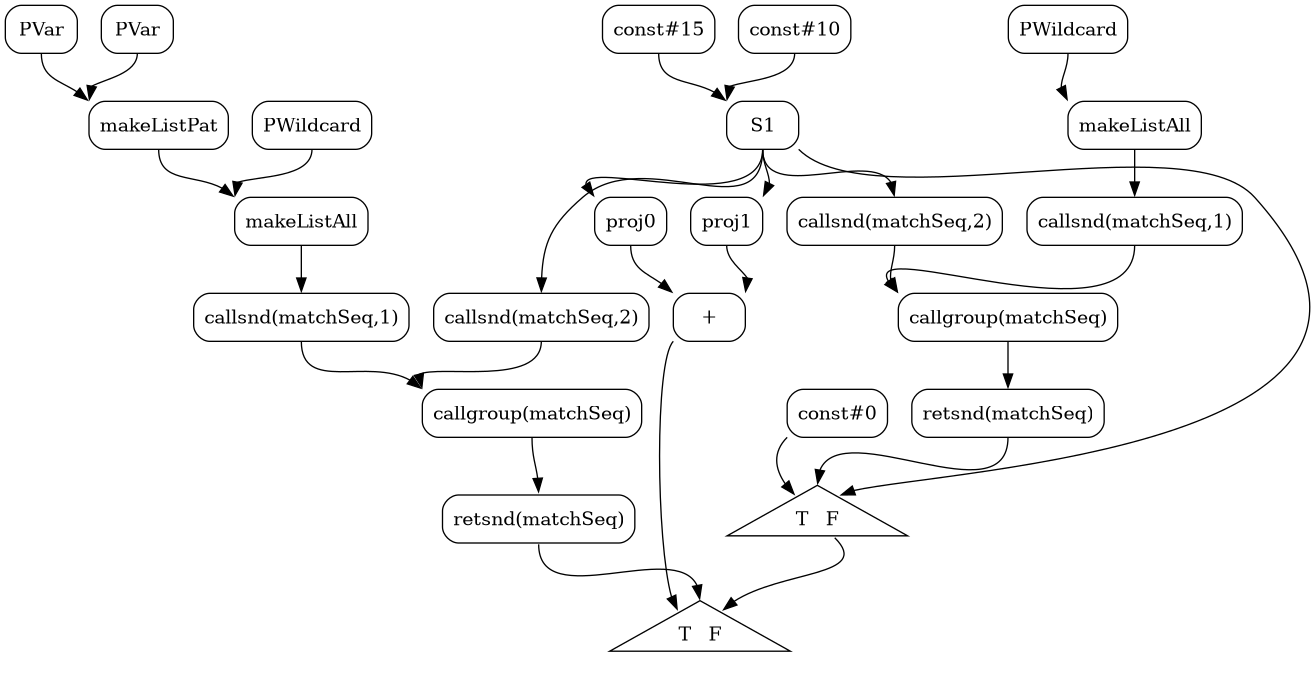 PVar
PVar
const#15
const#10
PWildcard
makeListPat
PWildcard
S1
makeListAll
makeListAll
proj0
proj1
callsnd(matchSeq,2)
callsnd(matchSeq,1)
callsnd(matchSeq,1)
callsnd(matchSeq,2)
+
callgroup(matchSeq)
callgroup(matchSeq)
const#0
retsnd(matchSeq)
retsnd(matchSeq)
T F
T F